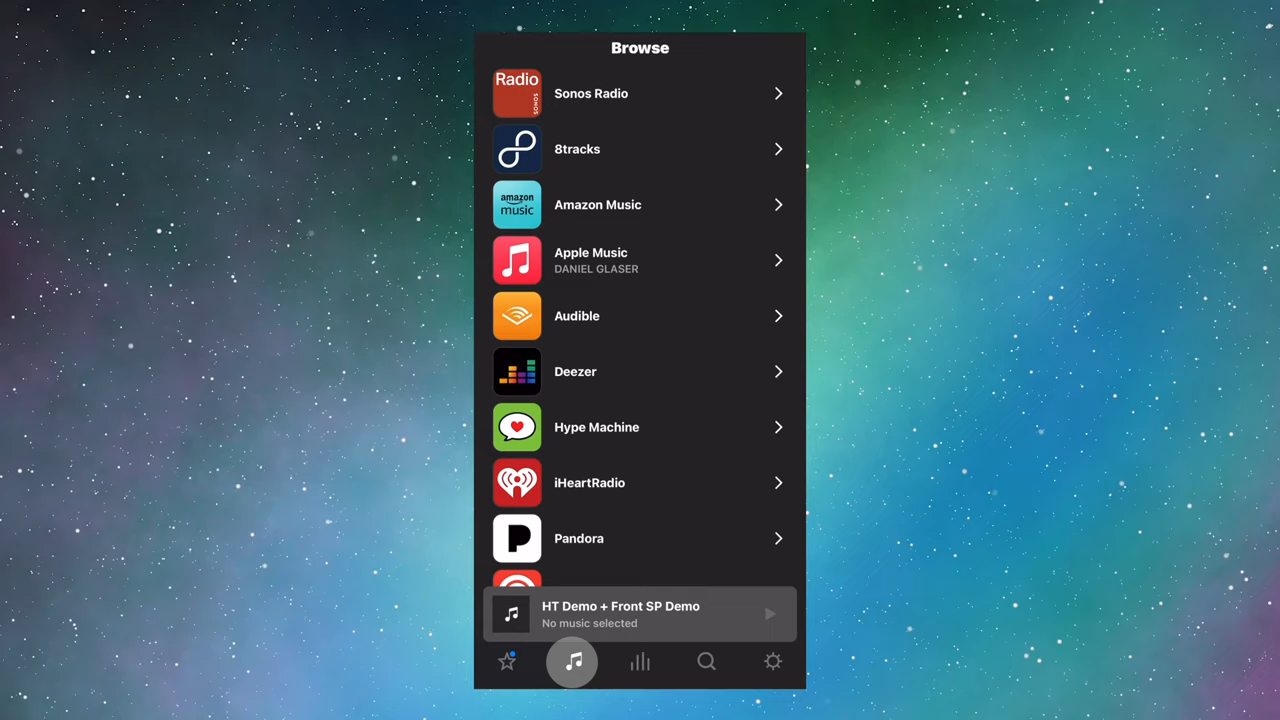 Browse
Radio
SONOS
Sonos Radio
8tracks
amazon
music
Amazon Music
Apple Music
DANIEL GLASER
Audible
Deezer
Hype Machine
iHeartRadio
P
Pandora
HT Demo + Front SP Demo
No music selected